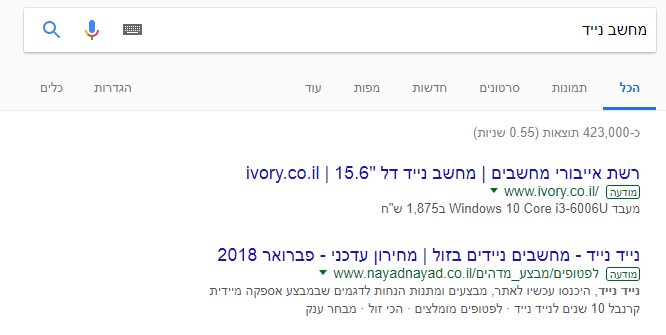 מחשב נייד
הכל תמונות סרטונים חדשות מפות עוד הגדרות כלים
כ-423,000 תוצאות (0.55 שניות)
רשת אייבורי מחשבים | מחשב נייד דל "15.6 | ivory.co.il
מודעה www.ivory.co.il/
מעבד Windows 10 Core i3-6006U ב1,875 ש"ח
נייד נייד - מחשבים ניידים בזול | מחירון עדכני - פברואר 2018
מודעה www.nayadnayad.co.il/לפטופים/מבצע_מדהים
נייד נייד, היכנסו עכשיו לאתר, מבצעים ומתנות הנחות לדגמים שבמבצע אספקה מיידית
קרנבל 10 שנים לנייד נייד · לפטופים מומלצים · הכי זול · מבחר ענק